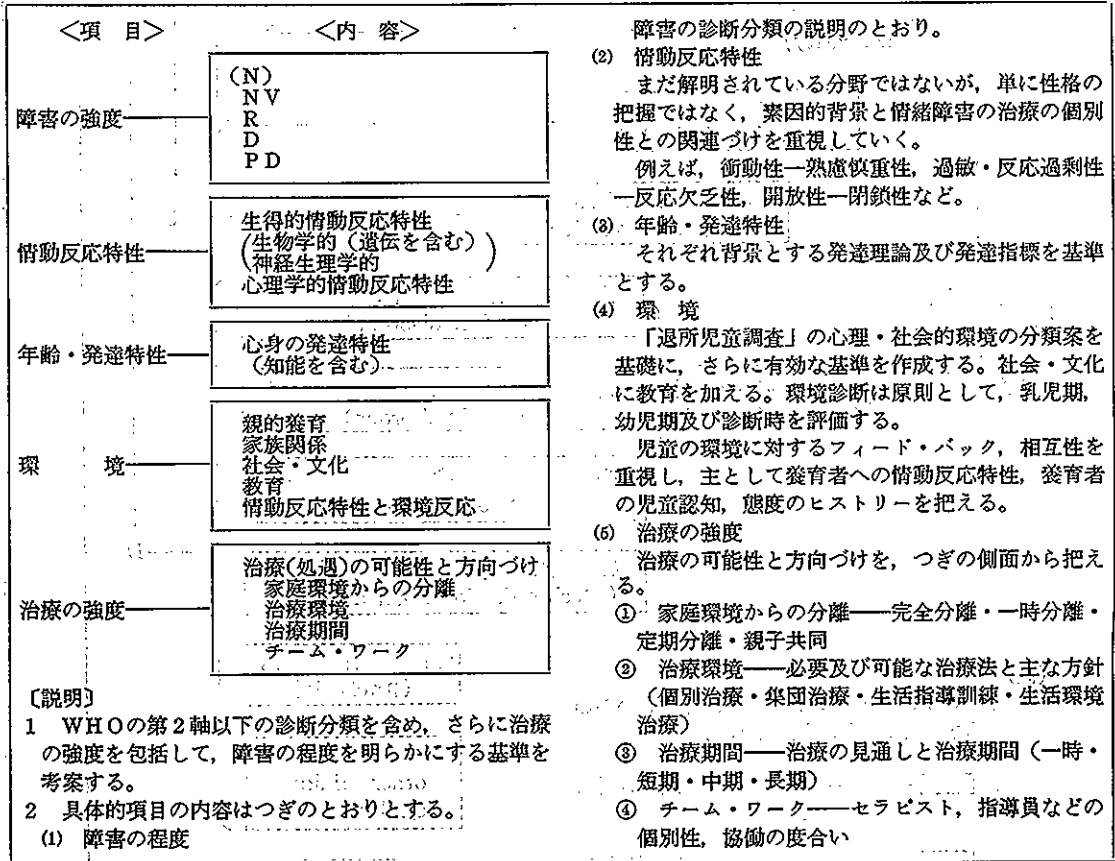 ＜項　目＞　＜内　容＞
障害の強度
(N)
NV
R
D
PD
情動反応特性
生得的情動反応特性
(生物学的（遺伝を含む）
神経生理学的)
心理学的情動反応特性
年齢・発達特性
心身の発達特性
（知能を含む）
環　境
親的養育
家族関係
社会・文化
教育
情動反応特性と環境反応
治療の強度
治療(処遇)の可能性と方向づけ
家庭環境からの分離
治療環境
治療期間
チーム・ワーク
〔説明〕
1　WHOの第2軸以下の診断分類を含め，さらに治療
の強度を包括して，障害の程度を明らかにする基準を
考案する。
2　具体的項目の内容はつぎのとおりとする。
(1)　障害の程度
障害の診断分類の説明のとおり。
(2)　情動反応特性
まだ解明されている分野ではないが，単に性格の
把握ではなく，素因的背景と情緒障害の治療の個別
性との関連づけを重視していく。
例えば，衝動性―熟慮慎重性，過敏・反応過剰性
―反応欠乏性，開放性―閉鎖性など。
(3)　年齢・発達特性
それぞれ背景とする発達理論及び発達指標を基準
とする。
(4)　環　境
「退所児童調査」の心理・社会的環境の分類案を
基礎に，さらに有効な基準を作成する。社会・文化
に教育を加える。環境診断は原則として，乳児期，
幼児期及び診断時を評価する。
児童の環境に対するフィード・バック，相互性を
重視し，主として養育者への情動反応特性，養育者
の児童認知，態度のヒストリーを把える。
(5)　治療の強度
治療の可能性と方向づけを，つぎの側面から把え
る。
①　家庭環境からの分離――完全分離・一時分離・
定期分離・親子共同
②　治療環境――必要及び可能な治療法と主な方針
（個別治療・集団治療・生活指導訓練・生活環境
治療）
③　治療期間――治療の見通しと治療期間（一時・
短期・中期・長期）
④　チーム・ワーク――セラピスト，指導員などの
個別性，協働の度合い